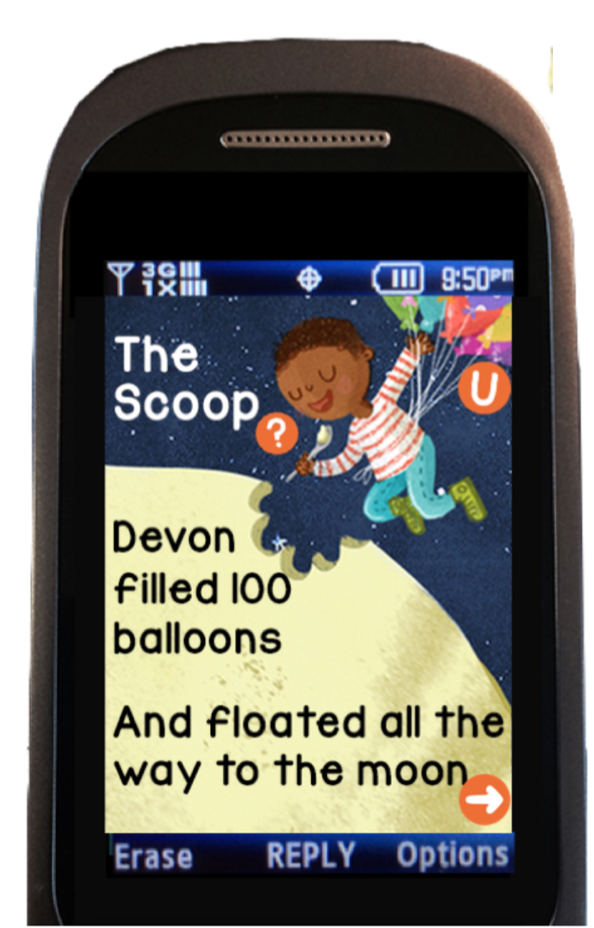 3G
1X
9:50PM
The
Scoop
?
U
Devon
filled 100
balloons
And floated all the
way to the moon
Erase REPLY Options